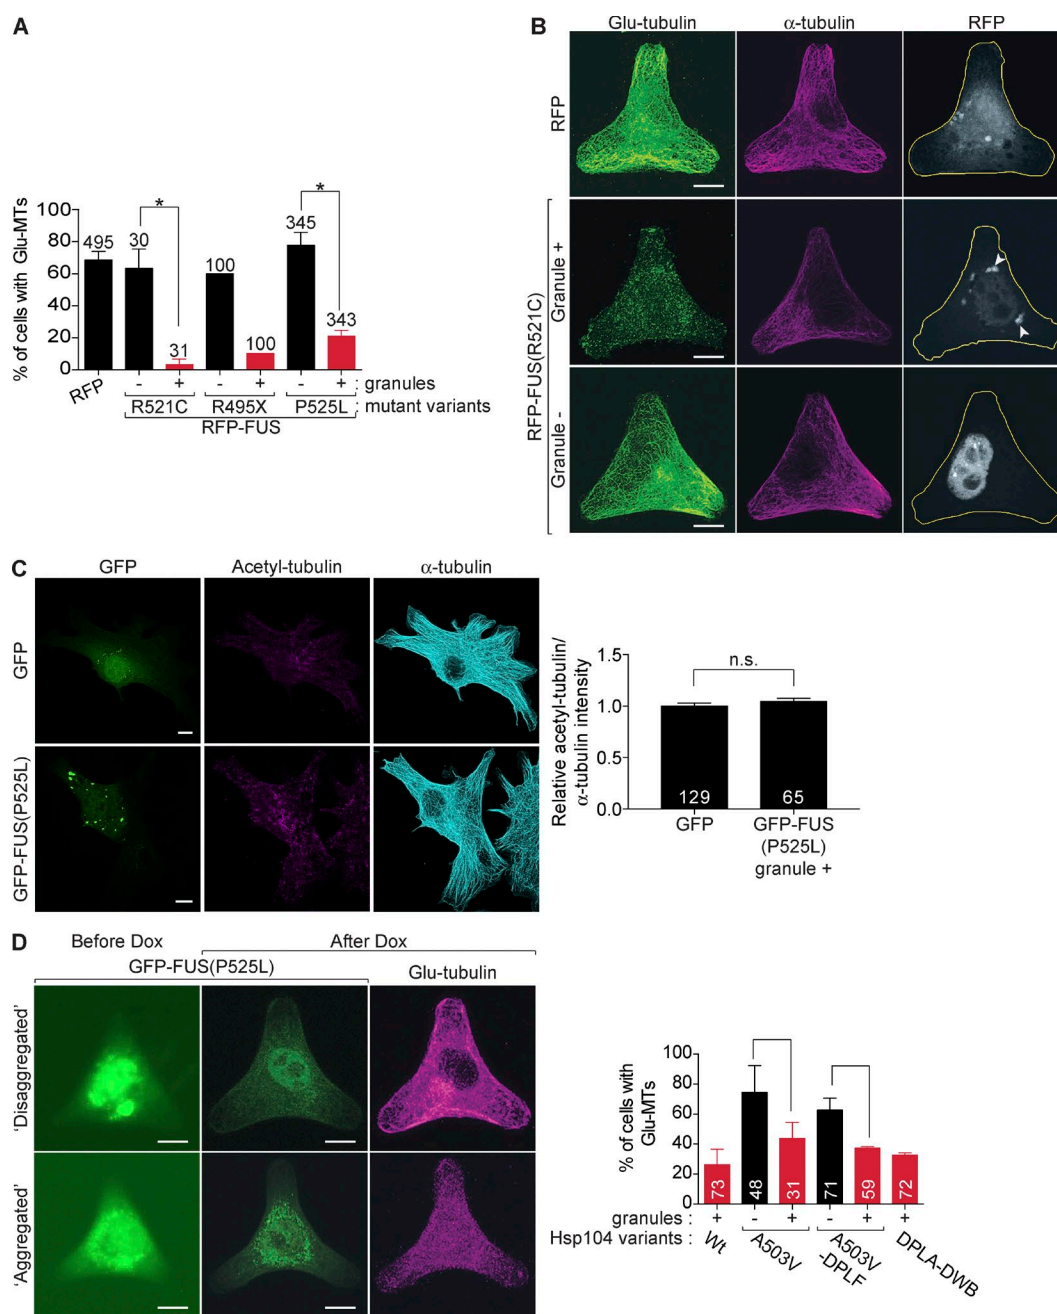 A
% of cells with Glu-MTs
100
80
60
40
20
0
495
30
31
100
100
345
343
*
*
RFP
- + - + - + : granules
R521C R495X P525L : mutant variants
RFP-FUS
B
Glu-tubulin α-tubulin RFP
RFP
RFP-FUS(R521C)
Granule +
Granule -
C
GFP Acetyl-tubulin α-tubulin
GFP
GFP-FUS(P525L)
Relative acetyl-tubulin/
α-tubulin intensity
1.5
1.0
0.5
0.0
n.s.
129 65
GFP GFP-FUS
(P525L)
granule +
D
Before Dox After Dox
GFP-FUS(P525L)
Glu-tubulin
'Disaggregated'
'Aggregated'
% of cells with
Glu-MTs
100
80
60
40
20
0
73 48 31 71 59 72
granules : + - + - + +
Hsp104 variants : Wt A503V A503V
-DPLF DPLA-DWB